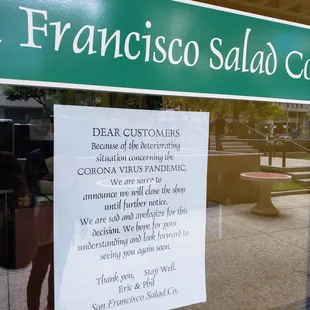 Francisco Salad Co
DEAR CUSTOMERS
Because of the deteriorating
situation concerning the
CORONA VIRUS PANDEMIC,
We are sorry to
announce we will close the shop
until further notice.
We are sad and apologize for this
decision. We hope for your
understanding and look forward to
seeing you again soon.
Thank you, Stay Well.
Eric & Phil
San Francisco Salad Co.